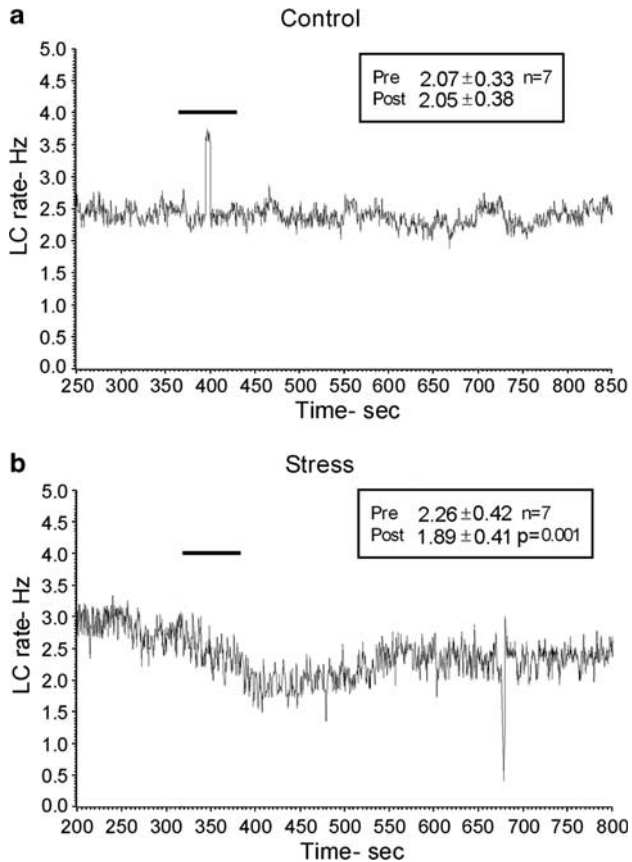 a
Control
5.0
4.5
4.0
3.5
3.0
2.5
2.0
1.5
1.0
0.5
0.0
LC rate- Hz
Pre 2.07 ±0.33 n=7
Post 2.05 ±0.38
250 300 350 400 450 500 550 600 650 700 750 800 850
Time- sec
b
Stress
5.0
4.5
4.0
3.5
3.0
2.5
2.0
1.5
1.0
0.5
0.0
LC rate- Hz
Pre 2.26 ±0.42 n=7
Post 1.89 ±0.41 p=0.001
200 250 300 350 400 450 500 550 600 650 700 750 800
Time- sec